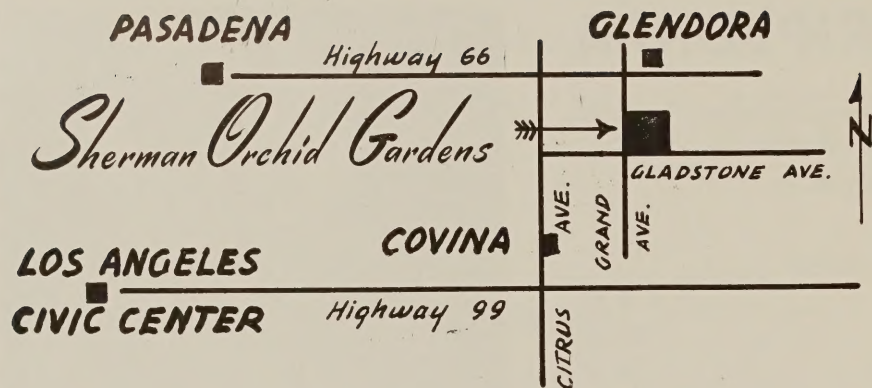 PASADENA
GLENDORA
Highway 66
Sherman Orchid Gardens
N
GLADSTONE AVE.
CITRUS AVE.
GRAND AVE.
COVINA
LOS ANGELES
CIVIC CENTER
Highway 99